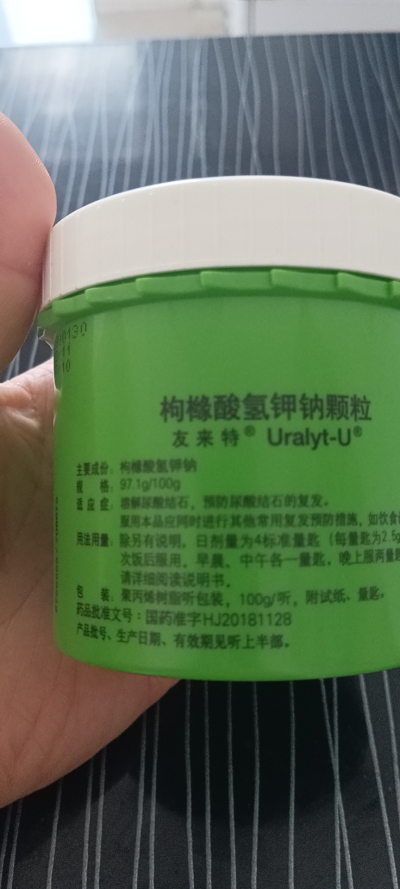 0130
11
10
枸橼酸氢钾钠颗粒
友来特® Uralyt-U®
主要成份：枸橼酸氢钾钠
规 格：97.1g/100g
适 应 症：溶解尿酸结石，预防尿酸结石的复发。
服用本品应同时进行其他常用复发预防措施，如饮食
用法用量：除另有说明，日剂量为4标准量匙（每量匙为2.5g
次饭后服用，早晨、中午各一量匙，晚上服两量匙
请详细阅读说明书。
包 装：聚丙烯树脂听包装，100g/听，附试纸、量匙。
药品批准文号：国药准字HJ20181128
产品批号、生产日期、有效期见听上半部。